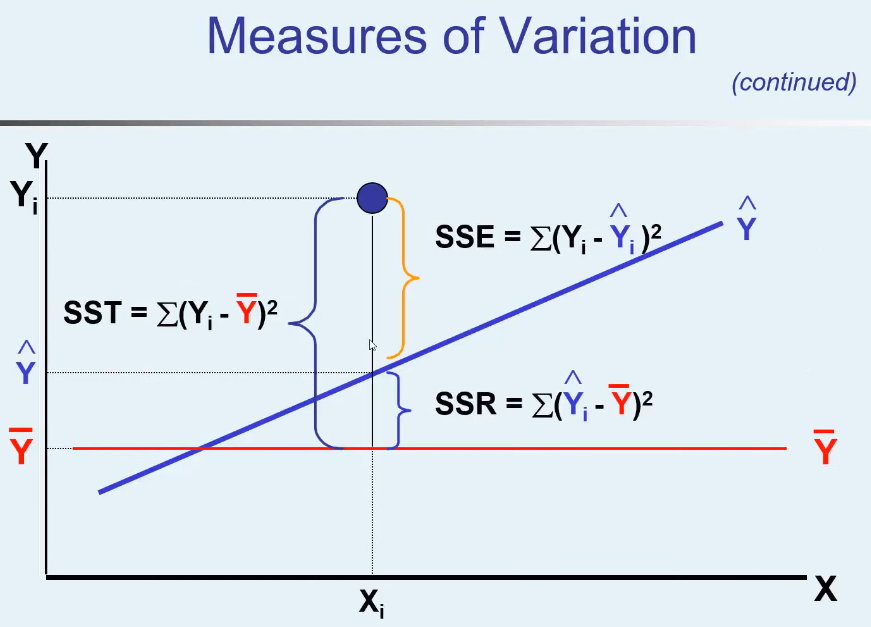 Measures of Variation
(continued)
Y
Yi
SSE = ∑(Yi - Ŷi )²
Ŷ
SST = ∑(Yi - Ȳ)²
Ŷ
SSR = ∑(Ŷi - Ȳ)²
Ȳ
Ȳ
X
Xi